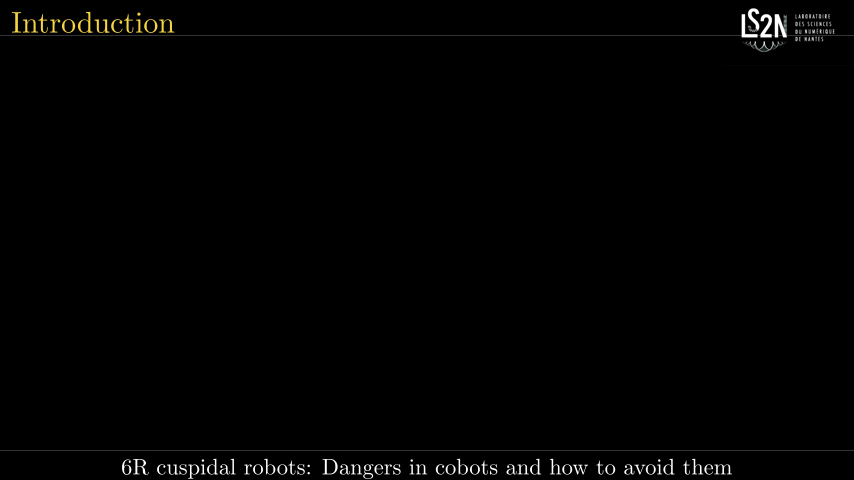 Introduction
LS2N
LABORATOIRE
DES SCIENCES
DU NUMÉRIQUE
DE NANTES
6R cuspidal robots: Dangers in cobots and how to avoid them